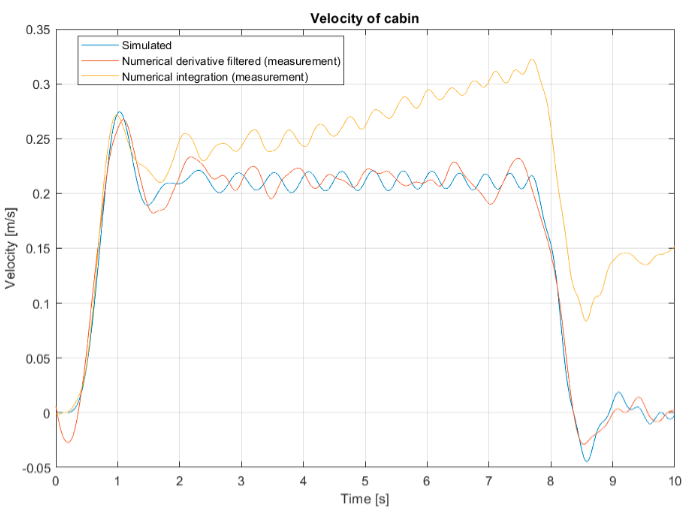 Velocity of cabin
Simulated
Numerical derivative filtered (measurement)
Numerical integration (measurement)
0.35
0.3
0.25
0.2
0.15
0.1
0.05
0
-0.05
Velocity [m/s]
0 1 2 3 4 5 6 7 8 9 10
Time [s]